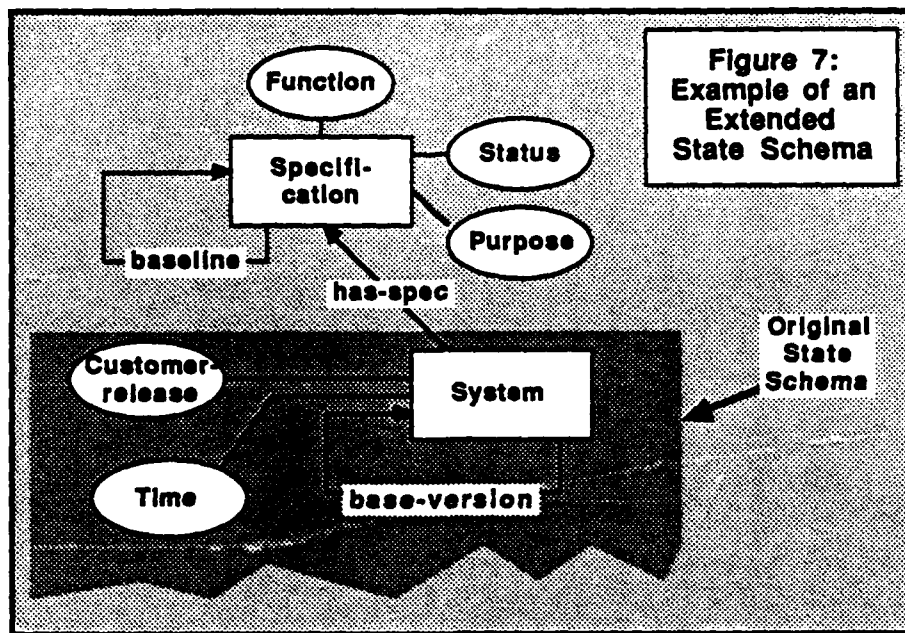 Figure 7:
Example of an
Extended
State Schema
Function
Specifi-
cation
Status
Purpose
baseline
has-spec
Original
State
Schema
Customer-
release
System
Time
base-version